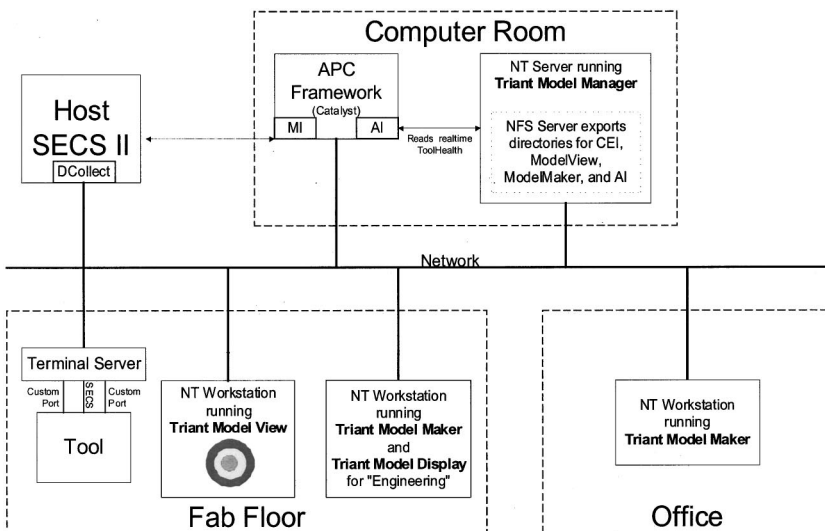 Computer Room
Host
SECS II
DCollect
APC
Framework
(Catalyst)
MI
AI
Reads realtime
ToolHealth
NT Server running
Triant Model Manager
NFS Server exports
directories for CEI,
ModelView,
ModelMaker, and AI
Network
Terminal Server
Custom
Port
SECS
Custom
Port
Tool
NT Workstation
running
Triant Model View
NT Workstation
running
Triant Model Maker
and
Triant Model Display
for "Engineering"
NT Workstation
running
Triant Model Maker
Fab Floor
Office